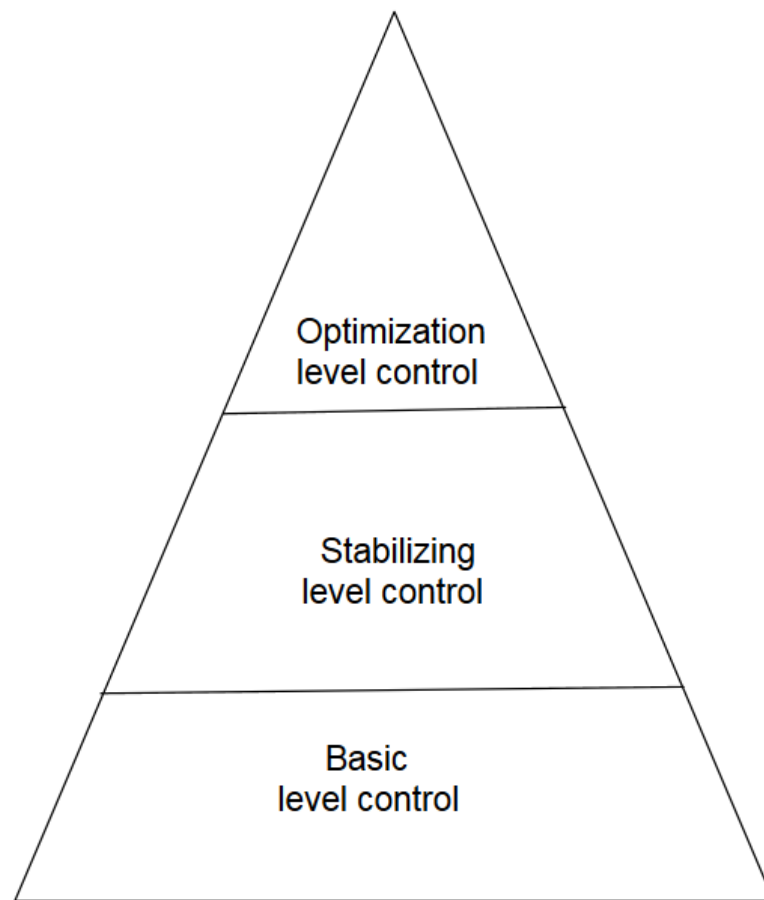 Optimization
level control
Stabilizing
level control
Basic
level control